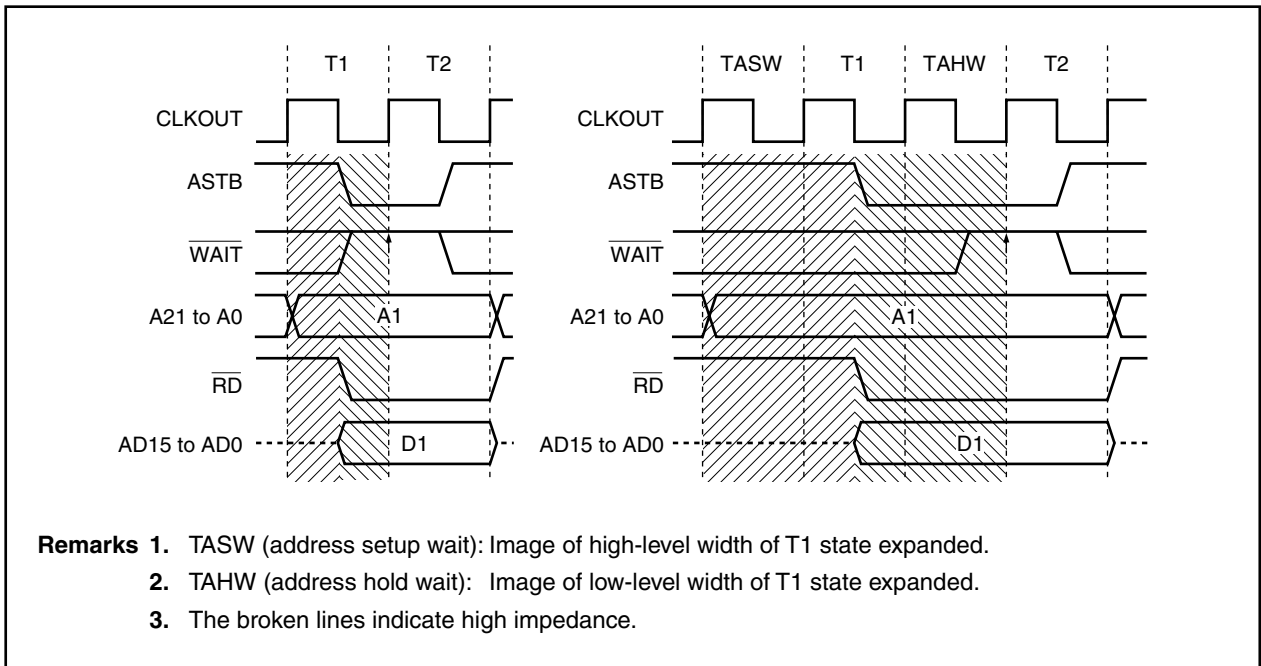 T1 T2
CLKOUT
ASTB
WAIT
A21 to A0 A1
RD
AD15 to AD0 D1
TASW T1 TAHW T2
CLKOUT
ASTB
WAIT
A21 to A0 A1
RD
AD15 to AD0 D1
Remarks 1. TASW (address setup wait): Image of high-level width of T1 state expanded.
2. TAHW (address hold wait): Image of low-level width of T1 state expanded.
3. The broken lines indicate high impedance.